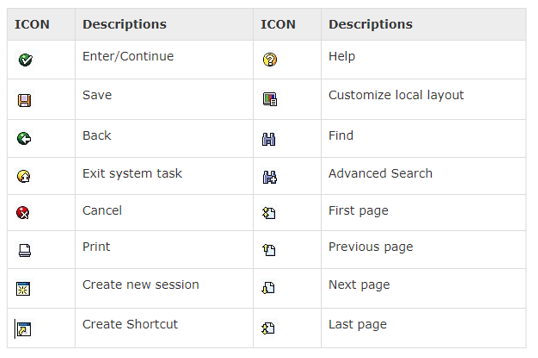 ICON Descriptions ICON Descriptions
Enter/Continue Help
Save Customize local layout
Back Find
Exit system task Advanced Search
Cancel First page
Print Previous page
Create new session Next page
Create Shortcut Last page